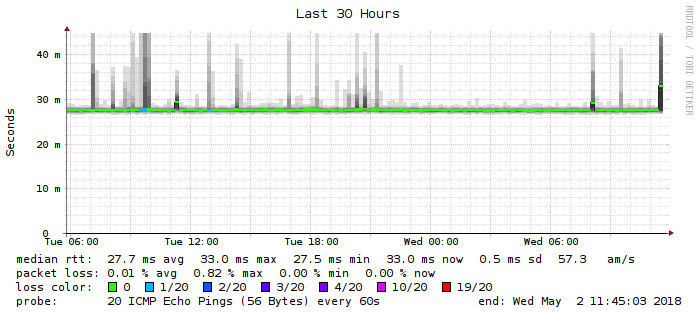 Last 30 Hours
RRDTOOL / TOBI OETIKER
Seconds
40 m
30 m
20 m
10 m
0
Tue 06:00 Tue 12:00 Tue 18:00 Wed 00:00 Wed 06:00
median rtt: 27.7 ms avg 33.0 ms max 27.5 ms min 33.0 ms now 0.5 ms sd 57.3 am/s
packet loss: 0.01 % avg 0.82 % max 0.00 % min 0.00 % now
loss color: 0 1/20 2/20 3/20 4/20 10/20 19/20
probe: 20 ICMP Echo Pings (56 Bytes) every 60s end: Wed May 2 11:45:03 2018